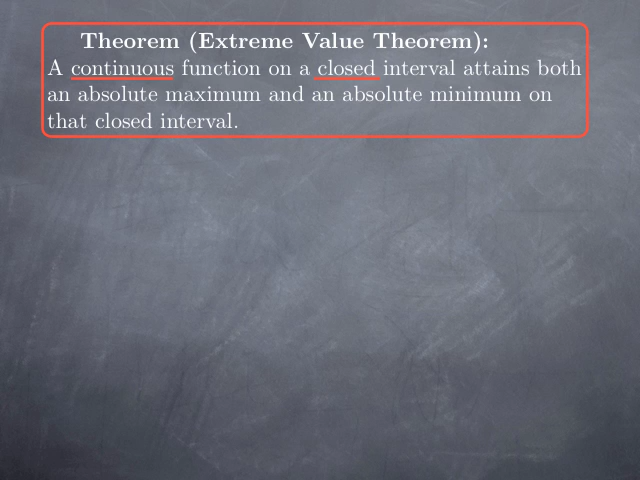 Theorem (Extreme Value Theorem):
A continuous function on a closed interval attains both
an absolute maximum and an absolute minimum on
that closed interval.